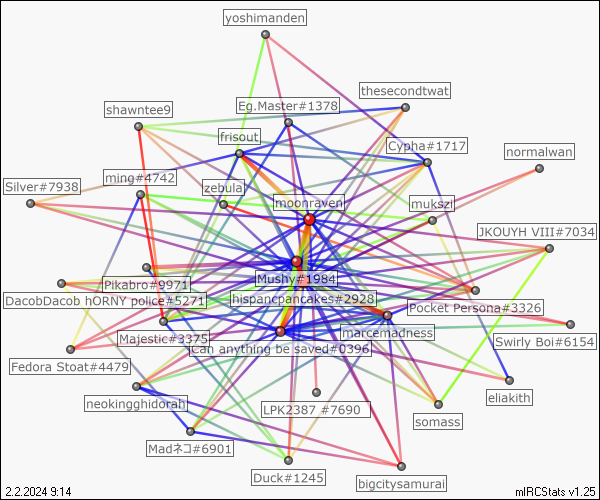 yoshimanden
thesecondtwat
Eg.Master#1378
shawntee9
frisout
Cypha#1717
normalwan
ming#4742
Silver#7938
zebula
moonraven
mukszi
JKOUYH VIII#7034
Pikabro#9971
Mushy#1984
DacobDacob hORNY police#5271
hispancpancakes#2928
Pocket Persona#3326
Majestic#3375
marcemadness
can anything be saved#0396
Swirly Boi#6154
Fedora Stoat#4479
eliakith
neokingghidorah
LPK2387 #7690
somass
Madネコ#6901
Duck#1245
bigcitysamurai
2.2.2024 9:14
mIRCStats v1.25